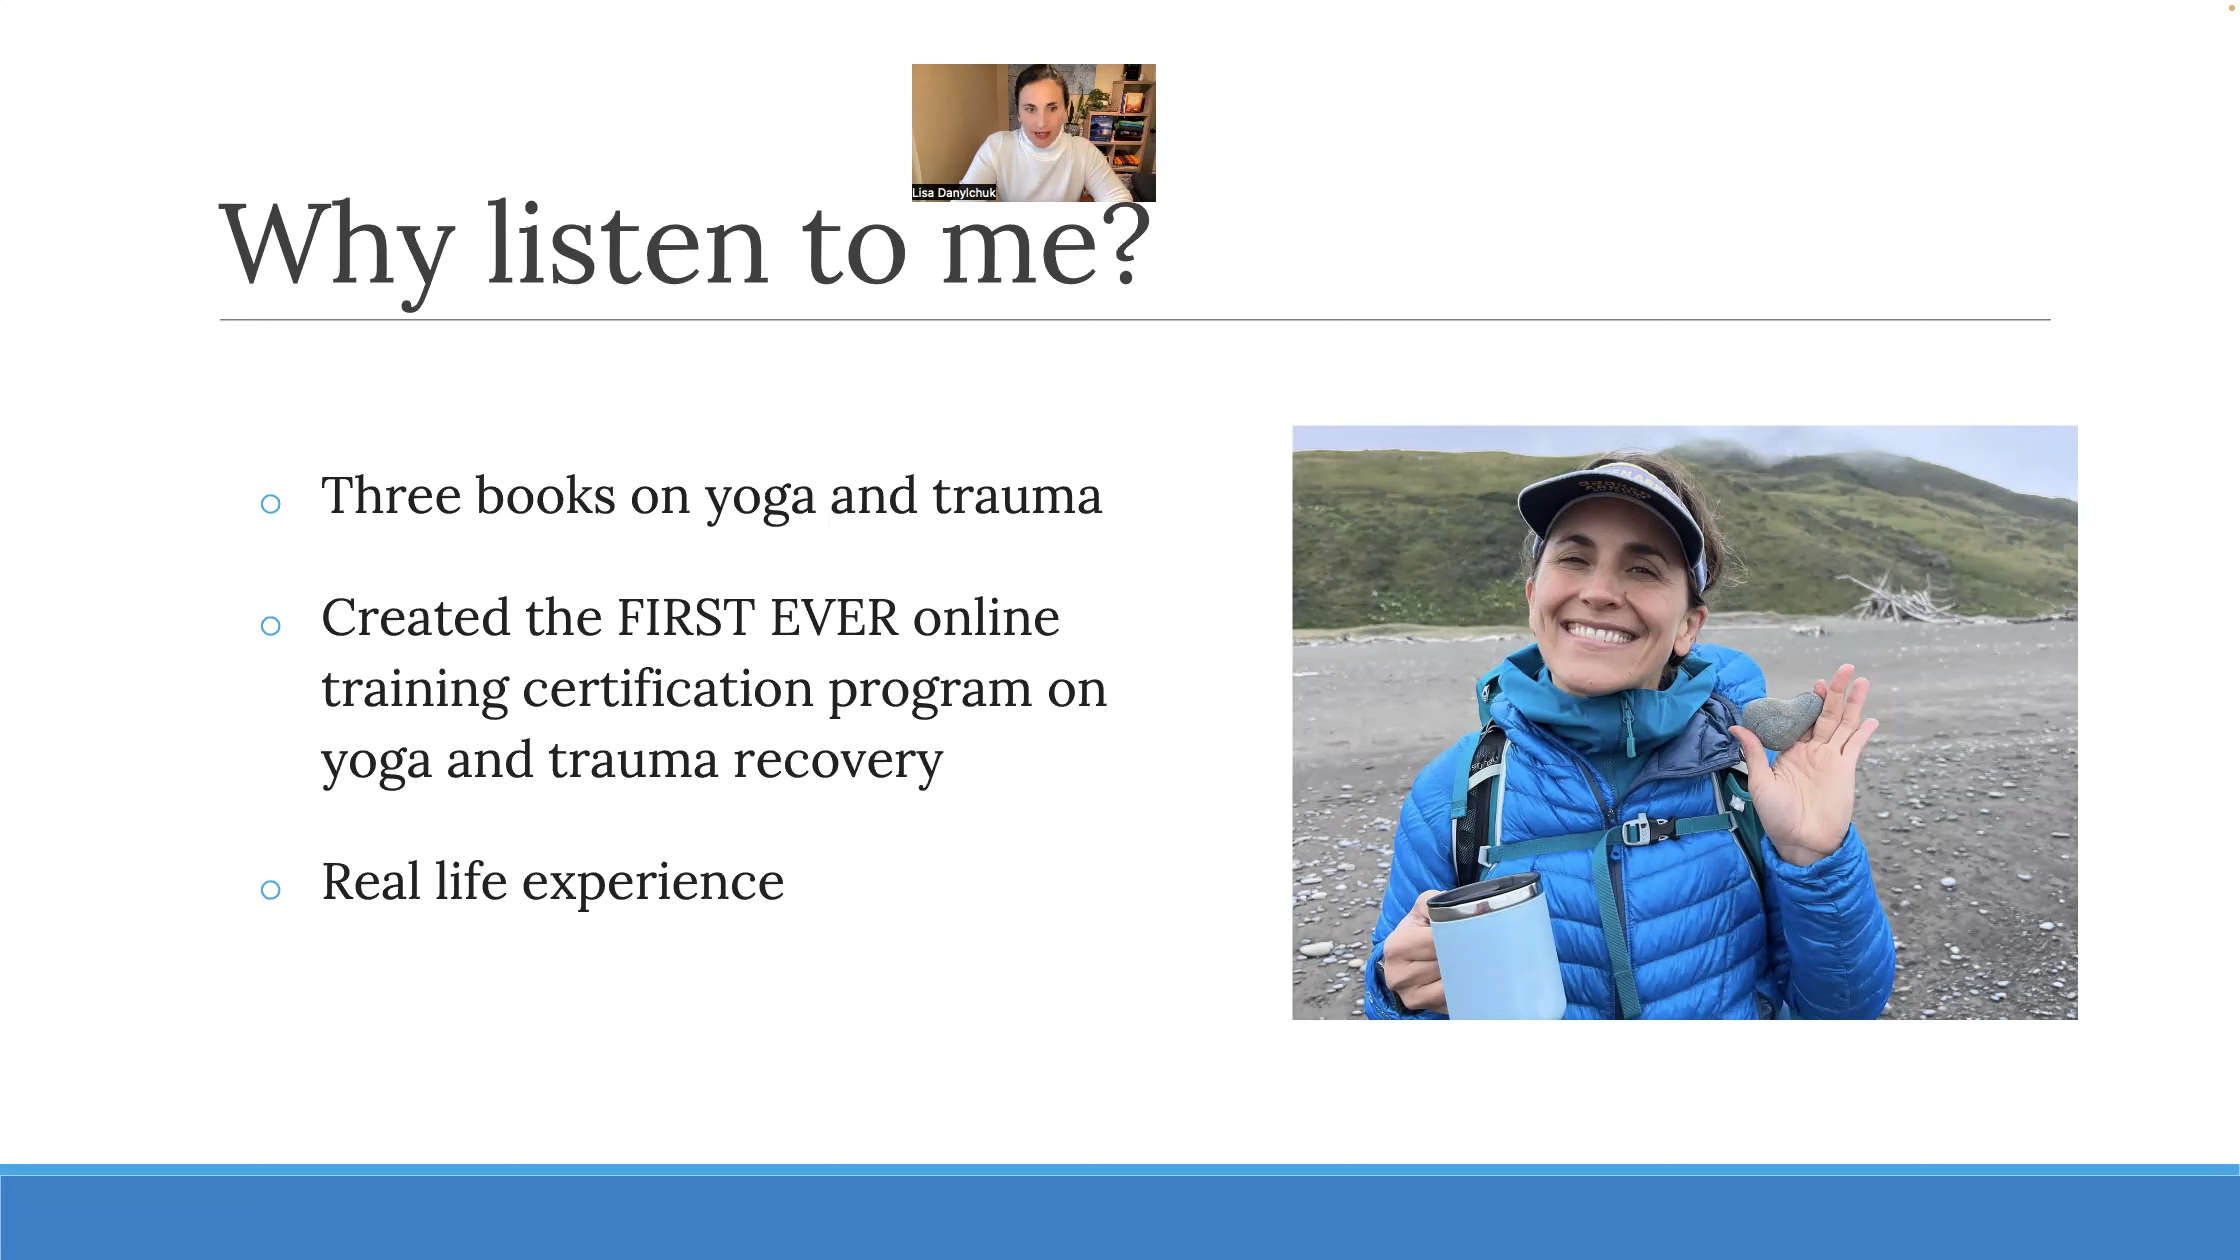 Lisa Danylchuk
Why listen to me?
Three books on yoga and trauma
Created the FIRST EVER online
training certification program on
yoga and trauma recovery
Real life experience